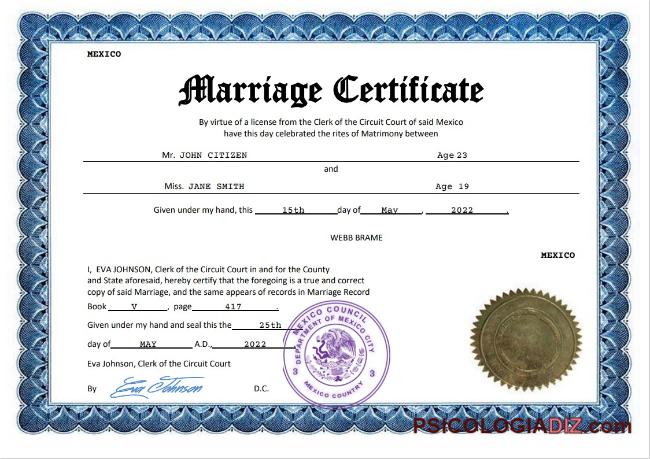 MEXICO
Marriage Certificate
By virtue of a license from the Clerk of the Circuit Court of said Mexico
have this day celebrated the rites of Matrimony between
Mr. JOHN CITIZEN Age 23
and
Miss. JANE SMITH Age 19
Given under my hand, this 15th day of May , 2022 .
WEBB BRAME
MEXICO
I, EVA JOHNSON, Clerk of the Circuit Court in and for the County
and State aforesaid, hereby certify that the foregoing is a true and correct
copy of said Marriage, and the same appears of records in Marriage Record
Book V , page 417 .
Given under my hand and seal this the 25th
day of MAY A.D., 2022
Eva Johnson, Clerk of the Circuit Court
By Eva Johnson D.C.
MEXICO COUNCIL
DEPARTMENT OF MEXICO CITY
3 3
MEXICO COUNTRY
PSICOLOGIADIZ.com